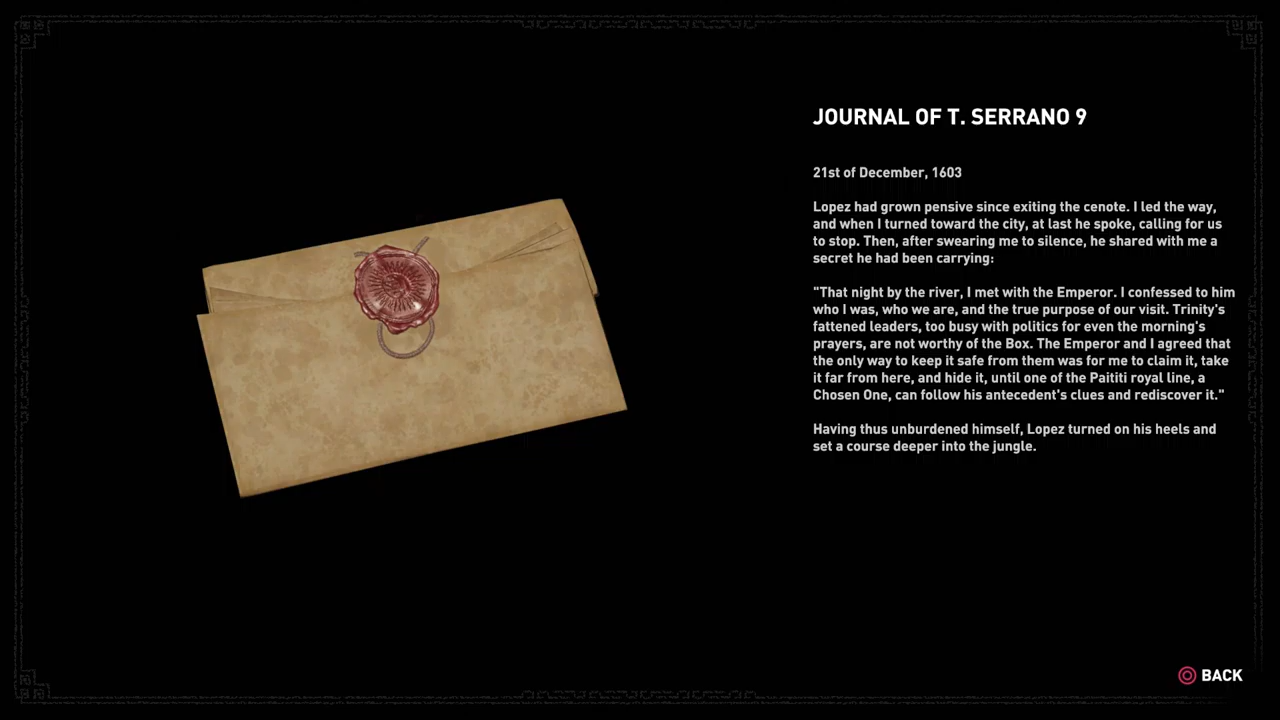 JOURNAL OF T. SERRANO 9
21st of December, 1603
Lopez had grown pensive since exiting the cenote. I led the way,
and when I turned toward the city, at last he spoke, calling for us
to stop. Then, after swearing me to silence, he shared with me a
secret he had been carrying:
"That night by the river, I met with the Emperor. I confessed to him
who I was, who we are, and the true purpose of our visit. Trinity's
fattened leaders, too busy with politics for even the morning's
prayers, are not worthy of the Box. The Emperor and I agreed that
the only way to keep it safe from them was for me to claim it, take
it far from here, and hide it, until one of the Paititi royal line, a
Chosen One, can follow his antecedent's clues and rediscover it."
Having thus unburdened himself, Lopez turned on his heels and
set a course deeper into the jungle.
BACK